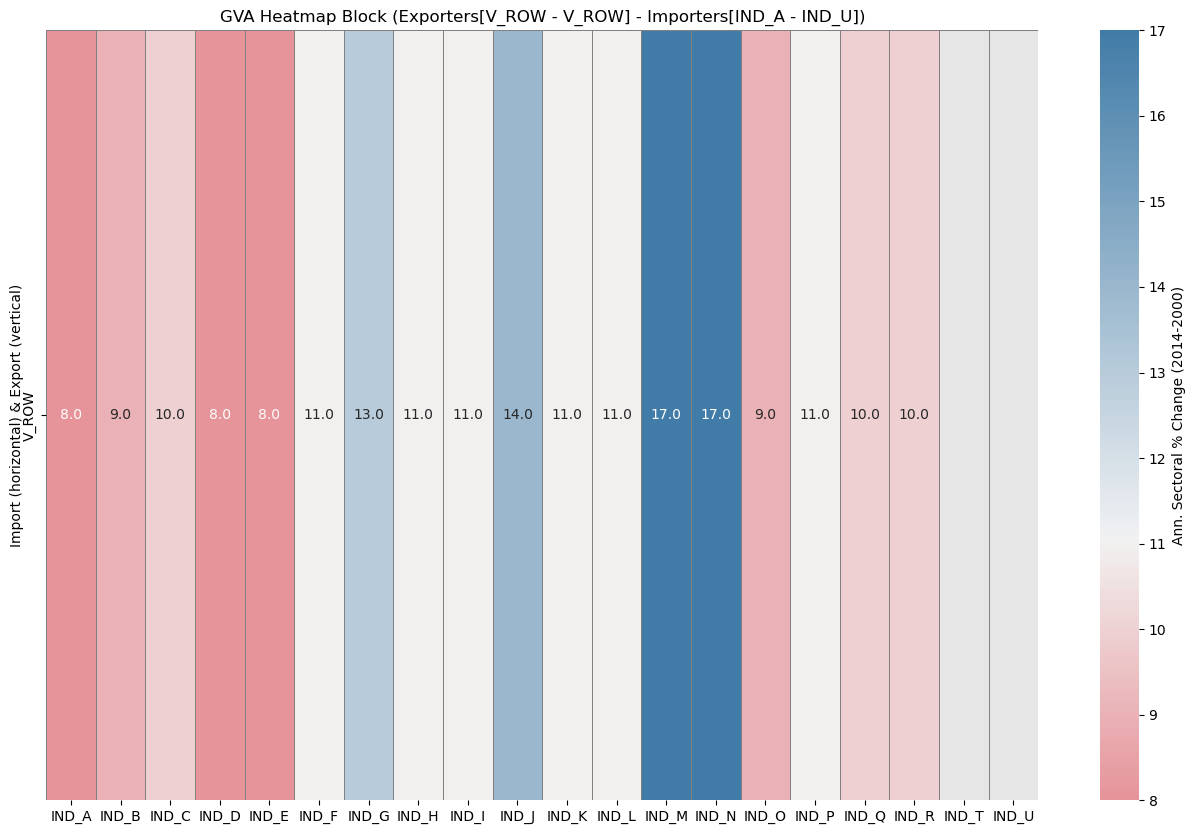 GVA Heatmap Block (Exporters[V_ROW - V_ROW] - Importers[IND_A - IND_U])
Import (horizontal) & Export (vertical)
V_ROW
8.0 9.0 10.0 8.0 8.0 11.0 13.0 11.0 11.0 14.0 11.0 11.0 17.0 17.0 9.0 11.0 10.0 10.0
IND_A IND_B IND_C IND_D IND_E IND_F IND_G IND_H IND_I IND_J IND_K IND_L IND_M IND_N IND_O IND_P IND_Q IND_R IND_T IND_U
17
16
15
14
13
12
11
10
9
8
Ann. Sectoral % Change (2014-2000)